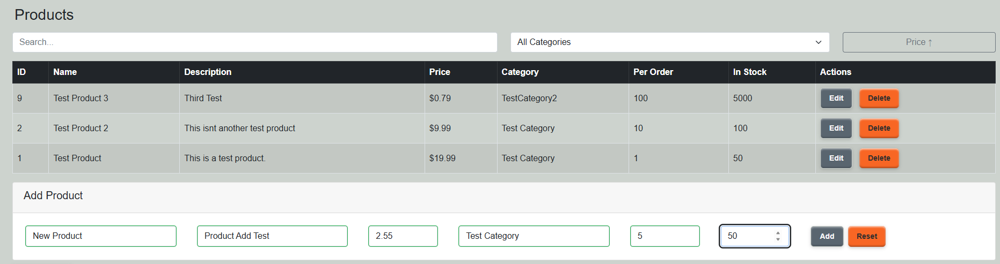 Products
Search... All Categories Price ↑
ID Name Description Price Category Per Order In Stock Actions
9 Test Product 3 Third Test $0.79 TestCategory2 100 5000 Edit Delete
2 Test Product 2 This isnt another test product $9.99 Test Category 10 100 Edit Delete
1 Test Product This is a test product. $19.99 Test Category 1 50 Edit Delete
Add Product
New Product Product Add Test 2.55 Test Category 5 50 Add Reset